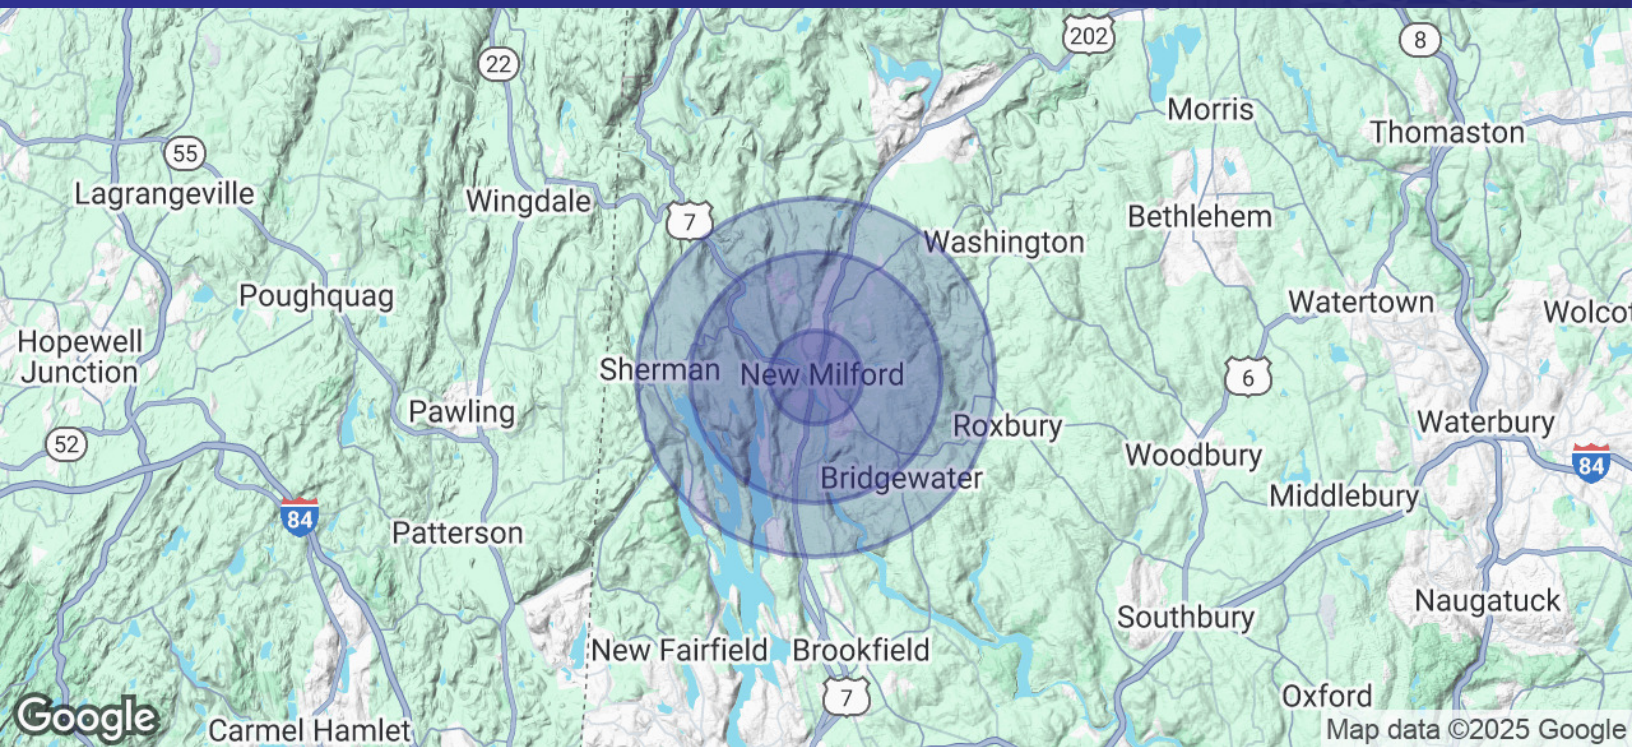 202
8
22
Morris
Thomaston
55
Lagrangeville
Wingdale
7
Bethlehem
Washington
Poughquag
Watertown
Wolcot
Hopewell
Junction
Sherman
New Milford
6
Pawling
Roxbury
Waterbury
52
Woodbury
84
Bridgewater
Middlebury
84
Patterson
Naugatuck
Southbury
New Fairfield
Brookfield
7
Oxford
Google
Carmel Hamlet
Map data ©2025 Google